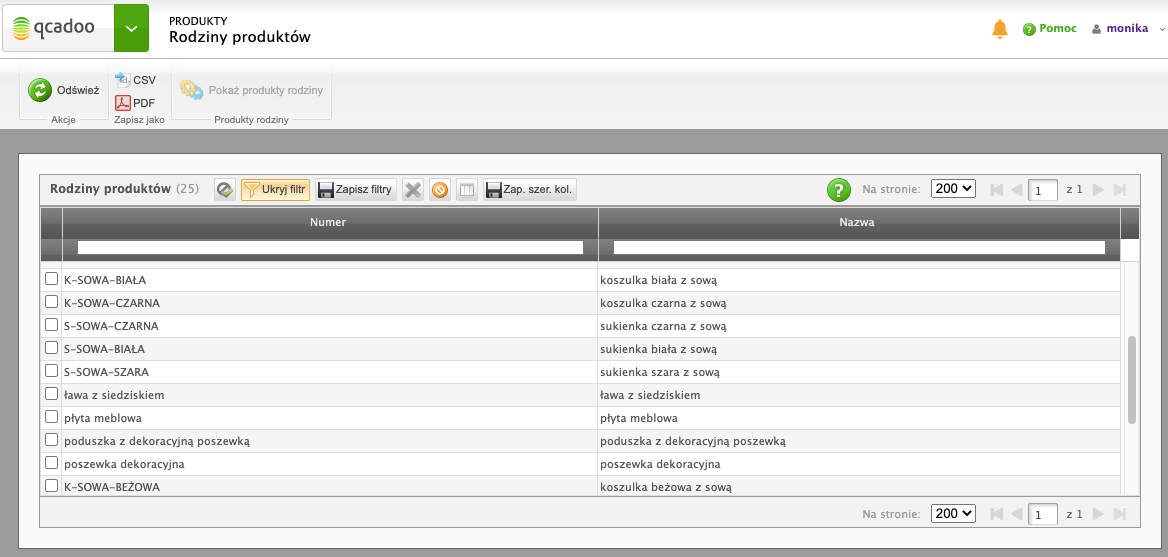 qcadoo
PRODUKTY
Rodziny produktów
Pomoc
monika
Odśwież
CSV
PDF
Pokaż produkty rodziny
Akcje
Zapisz jako
Produkty rodziny
Rodziny produktów (25)
Ukryj filtr
Zapisz filtry
Zap. szer. kol.
Na stronie:
200
1
z 1
Numer
Nazwa
K-SOWA-BIAŁA koszulka biała z sową
K-SOWA-CZARNA koszulka czarna z sową
S-SOWA-CZARNA sukienka czarna z sową
S-SOWA-BIAŁA sukienka biała z sową
S-SOWA-SZARA sukienka szara z sową
ława z siedziskiem ława z siedziskiem
płyta meblowa płyta meblowa
poduszka z dekoracyjną poszewką poduszka z dekoracyjną poszewką
poszewka dekoracyjna poszewka dekoracyjna
K-SOWA-BEŻOWA koszulka beżowa z sową
Na stronie:
200
1
z 1